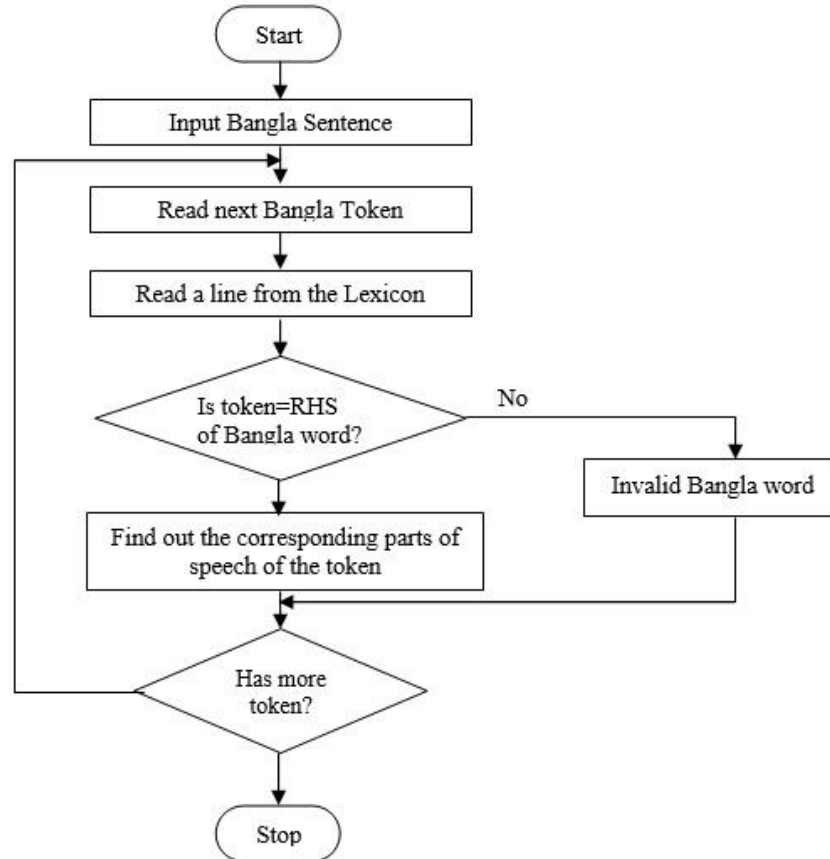 Start
Input Bangla Sentence
Read next Bangla Token
Read a line from the Lexicon
Is token=RHS
of Bangla word?
No
Invalid Bangla word
Find out the corresponding parts of
speech of the token
Has more
token?
Stop